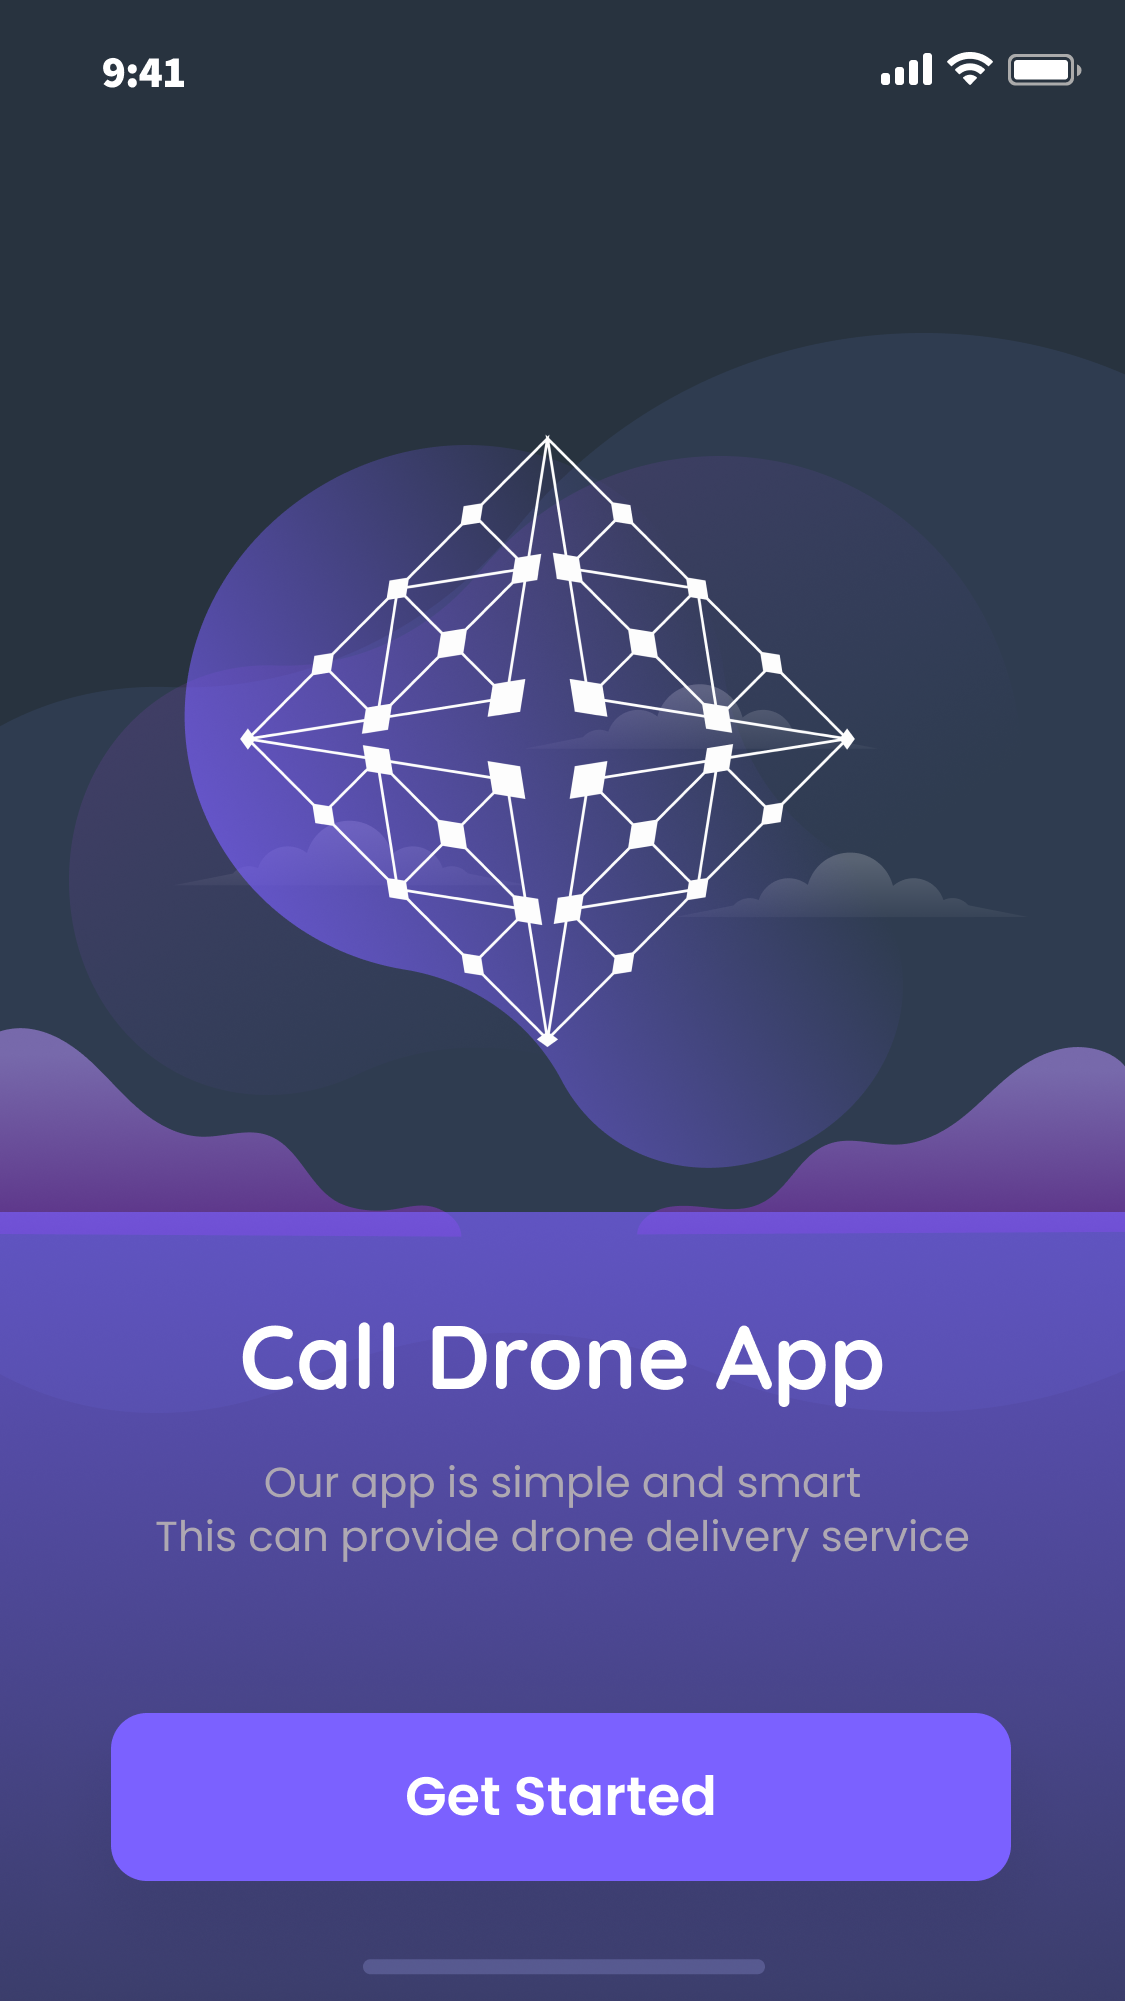 9:41
Call Drone App
Our app is simple and smart
This can provide drone delivery service
Get Started